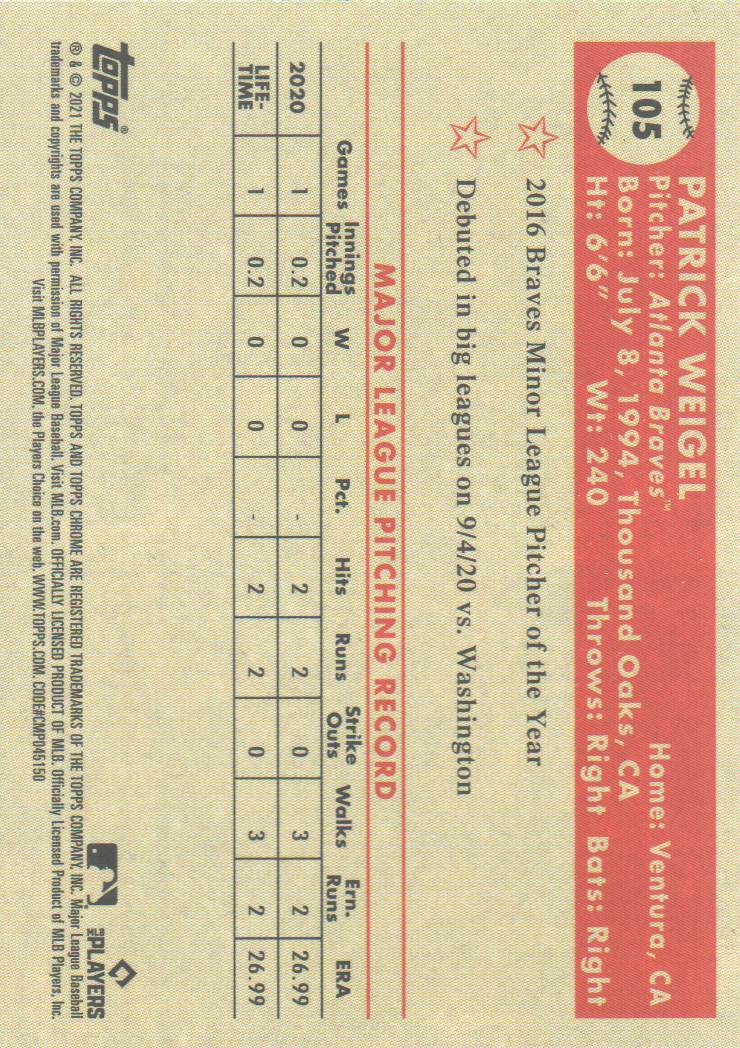 105
PATRICK WEIGEL
Pitcher: Atlanta Braves™ Home: Ventura, CA
Born: July 8, 1994, Thousand Oaks, CA
Ht: 6'6" Wt: 240 Throws: Right Bats: Right
2016 Braves Minor League Pitcher of the Year
Debuted in big leagues on 9/4/20 vs. Washington
MAJOR LEAGUE PITCHING RECORD
Games Innings Pitched W L Pct. Hits Runs Strike Outs Walks Ern. Runs ERA
2020 1 0.2 0 0 - 2 2 0 3 2 26.99
LIFE-TIME 1 0.2 0 0 - 2 2 0 3 2 26.99
topps®
MLB PLAYERS
® & © 2021 THE TOPPS COMPANY, INC. ALL RIGHTS RESERVED. TOPPS AND TOPPS CHROME ARE REGISTERED TRADEMARKS OF THE TOPPS COMPANY, INC. Major League Baseball
trademarks and copyrights are used with permission of Major League Baseball. Visit MLB.com. OFFICIALLY LICENSED PRODUCT OF MLB. Officially Licensed Product of MLB Players, Inc.
Visit MLBPLAYERS.COM, the Players Choice on the web. WWW.TOPPS.COM. CODE#CMP045150